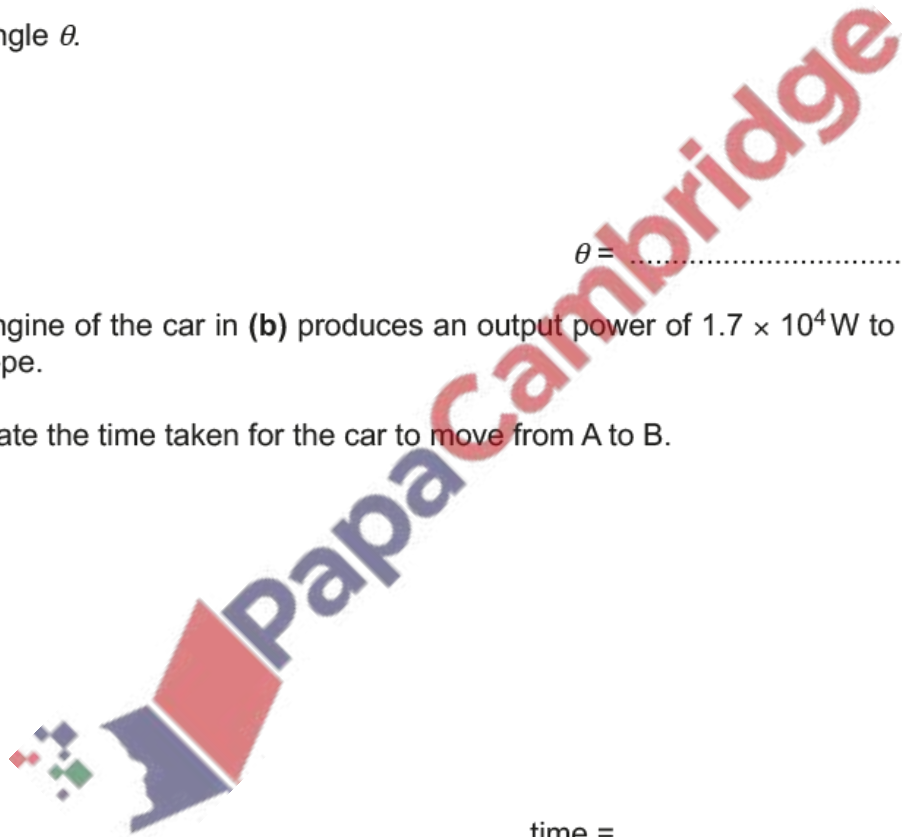 ngle θ.
θ = ................................
ngine of the car in (b) produces an output power of 1.7 × 10⁴ W to
pe.
ate the time taken for the car to move from A to B.
PapaCambridge
time =